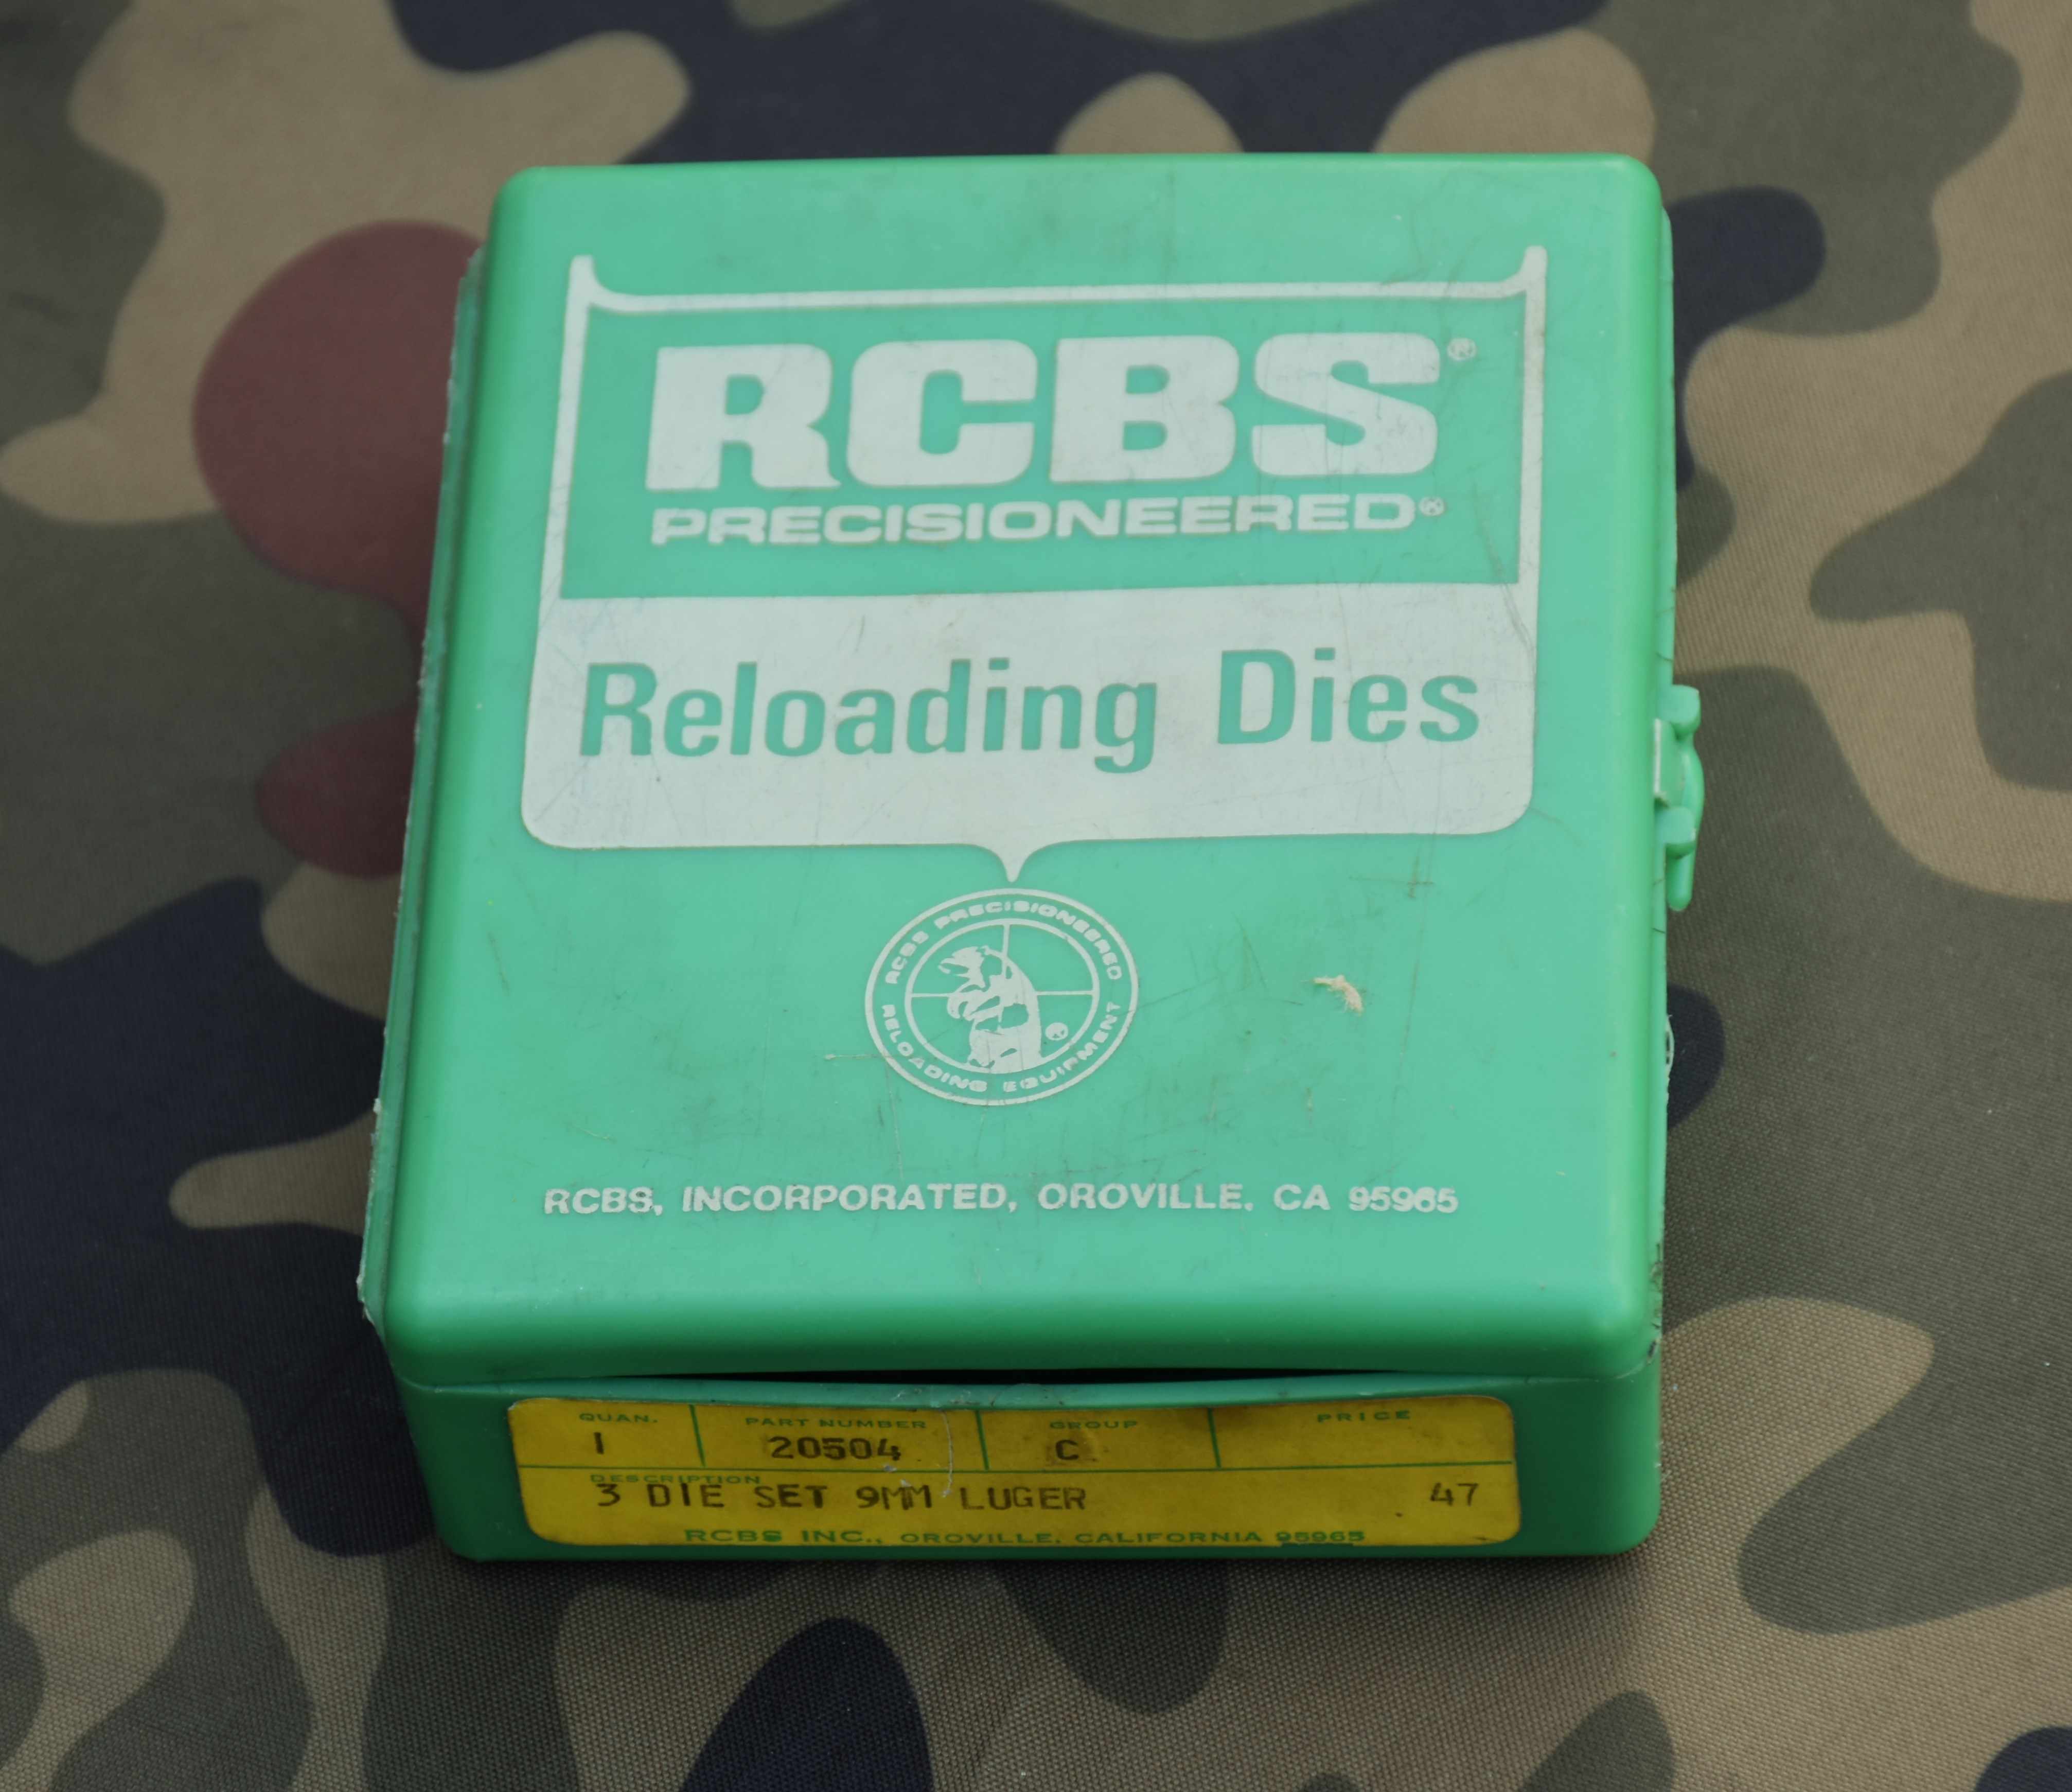 RCBS®
PRECISIONEERED®
Reloading Dies
RCBS PRECISIONEERED
RELOADING EQUIPMENT
RCBS, INCORPORATED, OROVILLE, CA 95965
QUAN. PART NUMBER GROUP PRICE
1 20504 C
DESCRIPTION
3 DIE SET 9MM LUGER 47
RCBS INC., OROVILLE, CALIFORNIA 95965